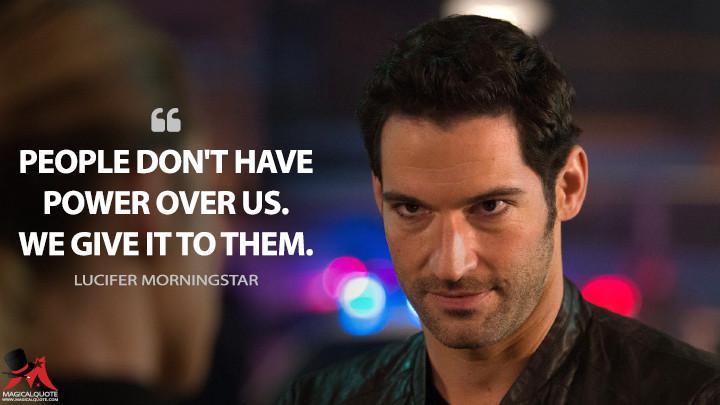 “
PEOPLE DON'T HAVE
POWER OVER US.
WE GIVE IT TO THEM.
LUCIFER MORNINGSTAR
MAGICALQUOTE
WWW.MAGICALQUOTE.COM